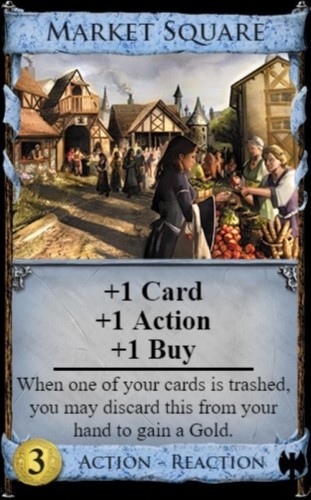 MARKET SQUARE
+1 Card
+1 Action
+1 Buy
When one of your cards is trashed,
you may discard this from your
hand to gain a Gold.
3 ACTION – REACTION